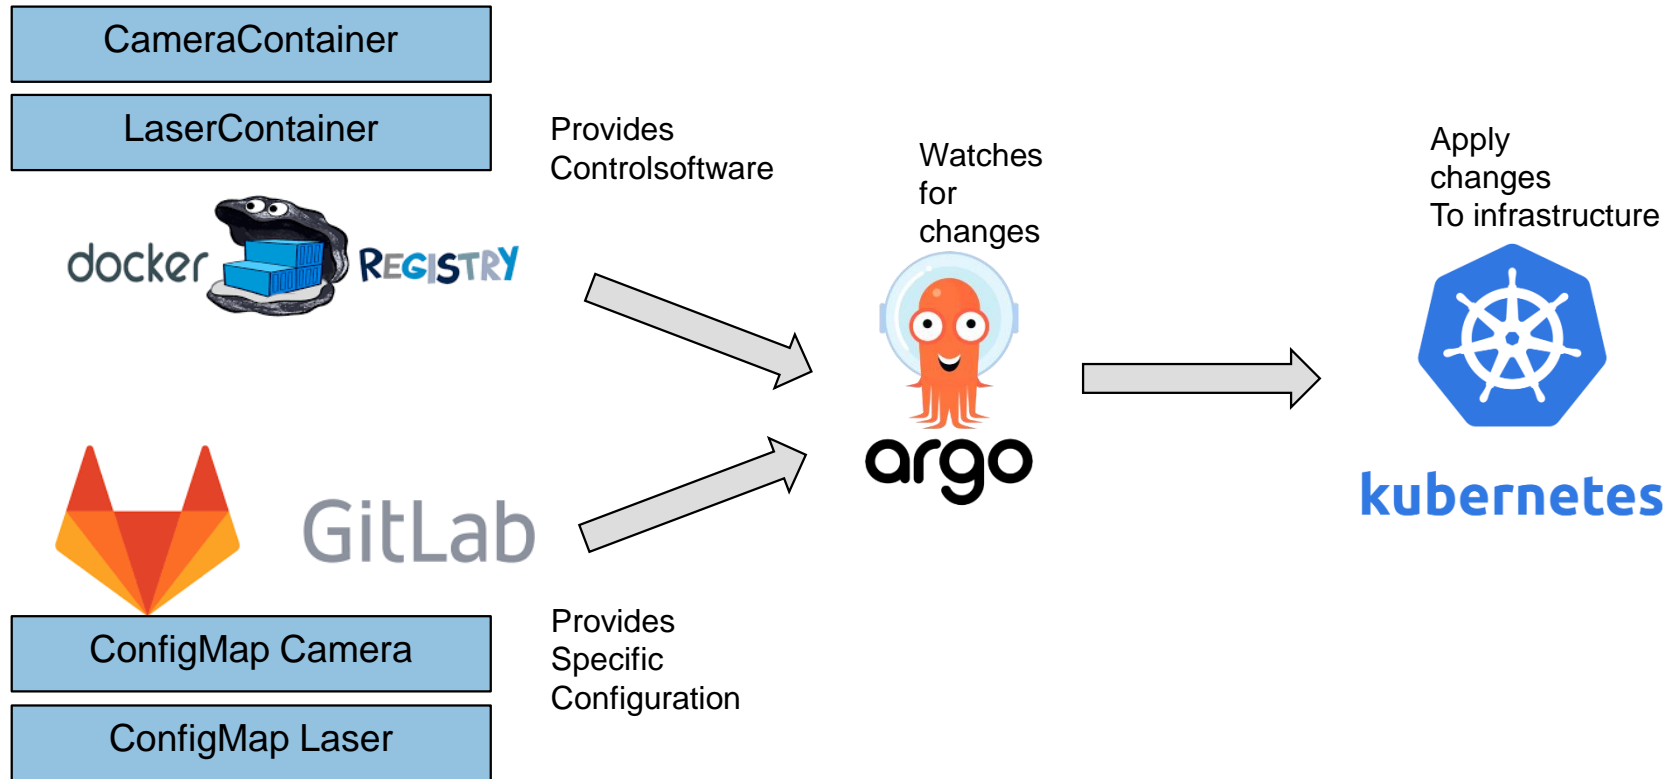 CameraContainer
LaserContainer
docker REGISTRY
Provides
Controlsoftware
GitLab
ConfigMap Camera
ConfigMap Laser
Provides
Specific
Configuration
Watches
for
changes
argo
Apply
changes
To infrastructure
kubernetes